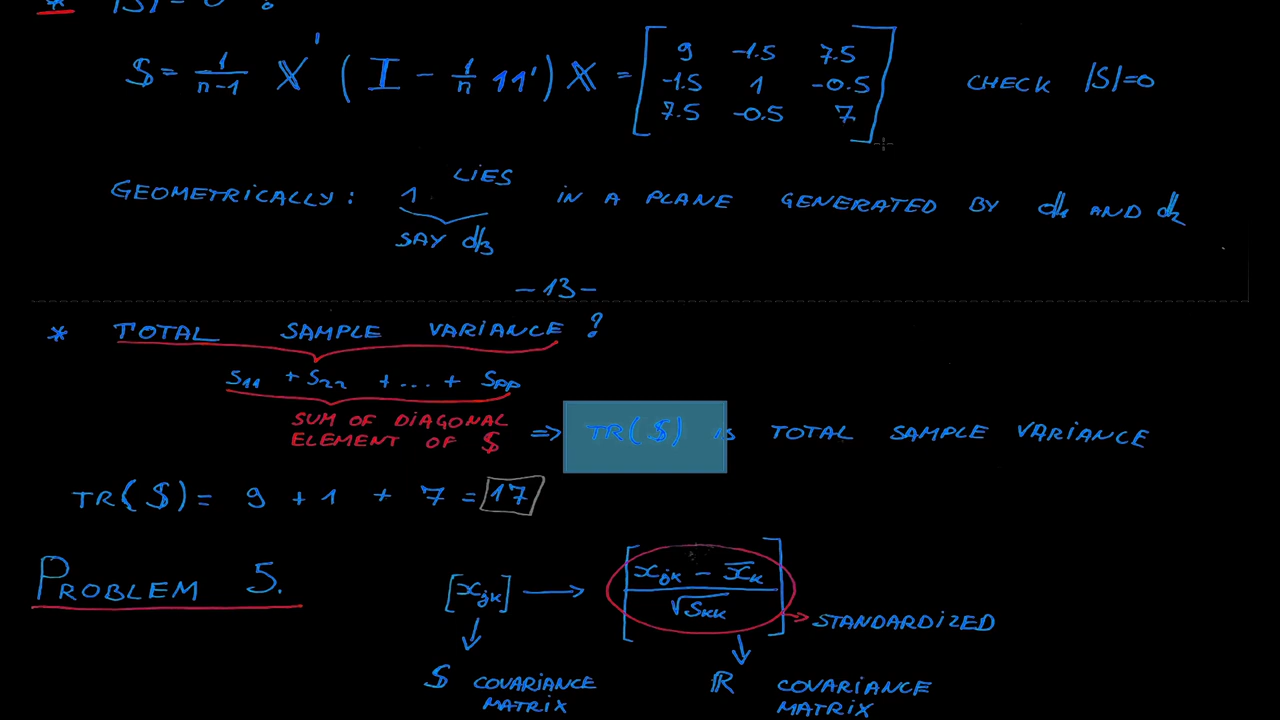 * |S| = 0 ?
S = 1/(n-1) X' ( I - 1/n 11' ) X = [ 9 -1.5 7.5
-1.5 1 -0.5
7.5 -0.5 7 ] CHECK |S|=0
GEOMETRICALLY: 1 LIES IN A PLANE GENERATED BY d1 AND d2
SAY d3
-13-
* TOTAL SAMPLE VARIANCE ?
S11 + S22 + ... + Spp
SUM OF DIAGONAL
ELEMENT OF S => TR(S) is TOTAL SAMPLE VARIANCE
TR(S) = 9 + 1 + 7 = 17
PROBLEM 5.
[xjk] → [ (xjk - x̄k) / √Skk ]
→ STANDARDIZED
↓ ↓
S COVARIANCE MATRIX
R COVARIANCE MATRIX